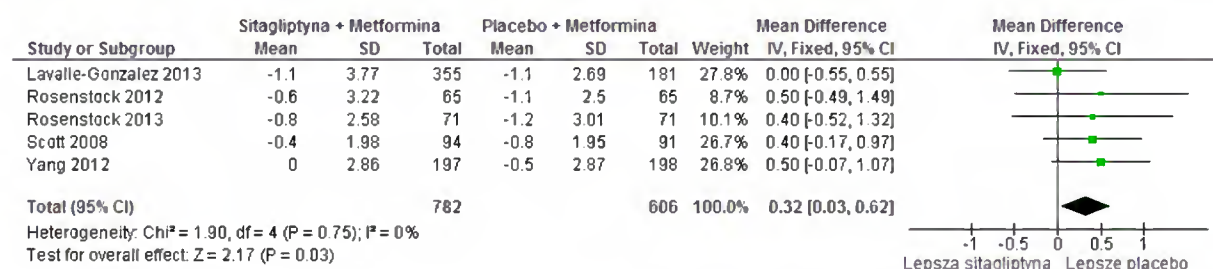 Sitagliptyna + Metformina Placebo + Metformina Mean Difference Mean Difference
Study or Subgroup Mean SD Total Mean SD Total Weight IV, Fixed, 95% CI IV, Fixed, 95% CI
Lavalle-Gonzalez 2013 -1.1 3.77 355 -1.1 2.69 181 27.8% 0.00 [-0.55, 0.55]
Rosenstock 2012 -0.6 3.22 65 -1.1 2.5 65 8.7% 0.50 [-0.49, 1.49]
Rosenstock 2013 -0.8 2.58 71 -1.2 3.01 71 10.1% 0.40 [-0.52, 1.32]
Scott 2008 -0.4 1.98 94 -0.8 1.95 91 26.7% 0.40 [-0.17, 0.97]
Yang 2012 0 2.86 197 -0.5 2.87 198 26.8% 0.50 [-0.07, 1.07]
Total (95% CI) 782 606 100.0% 0.32 [0.03, 0.62]
Heterogeneity: Chi² = 1.90, df = 4 (P = 0.75); I² = 0%
Test for overall effect: Z = 2.17 (P = 0.03)
-1 -0.5 0 0.5 1
Lepsza sitagliptyna Lepsze placebo